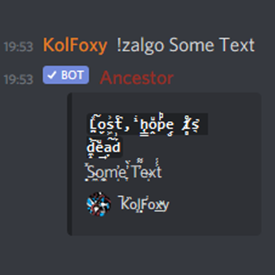 19:53 KolFoxy !zalgo Some Text
19:53 ✓ BOT Ancestor
Lost, hope is
dead
Some Text
KolFoxy